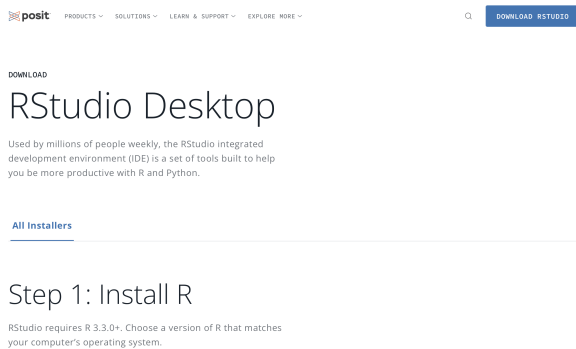 posit PRODUCTS SOLUTIONS LEARN & SUPPORT EXPLORE MORE DOWNLOAD RSTUDIO
DOWNLOAD
RStudio Desktop
Used by millions of people weekly, the RStudio integrated
development environment (IDE) is a set of tools built to help
you be more productive with R and Python.
All Installers
Step 1: Install R
RStudio requires R 3.3.0+. Choose a version of R that matches
your computer's operating system.